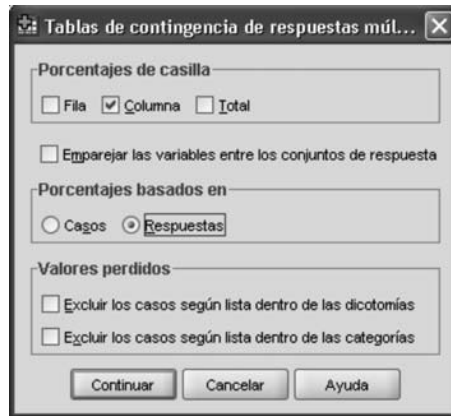 Tablas de contingencia de respuestas múl...
Porcentajes de casilla
Fila Columna Total
Emparejar las variables entre los conjuntos de respuesta
Porcentajes basados en
Casos Respuestas
Valores perdidos
Excluir los casos según lista dentro de las dicotomías
Excluir los casos según lista dentro de las categorías
Continuar Cancelar Ayuda